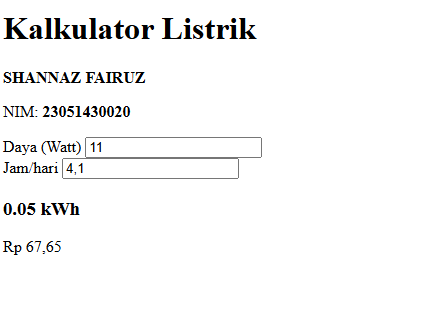 Kalkulator Listrik
SHANNAZ FAIRUZ
NIM: 23051430020
Daya (Watt) 11
Jam/hari 4,1
0.05 kWh
Rp 67,65